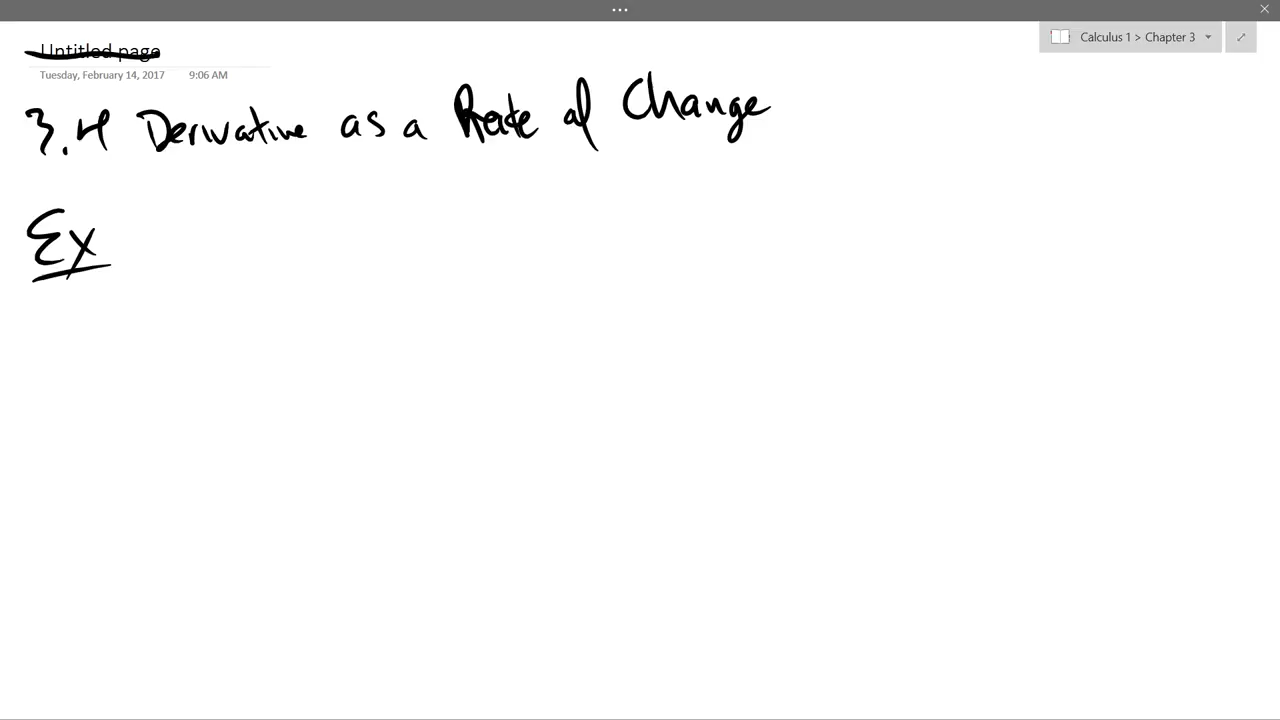 Calculus 1 > Chapter 3
Untitled page
Tuesday, February 14, 2017 9:06 AM
3.4 Derivative as a Rate of Change
Ex